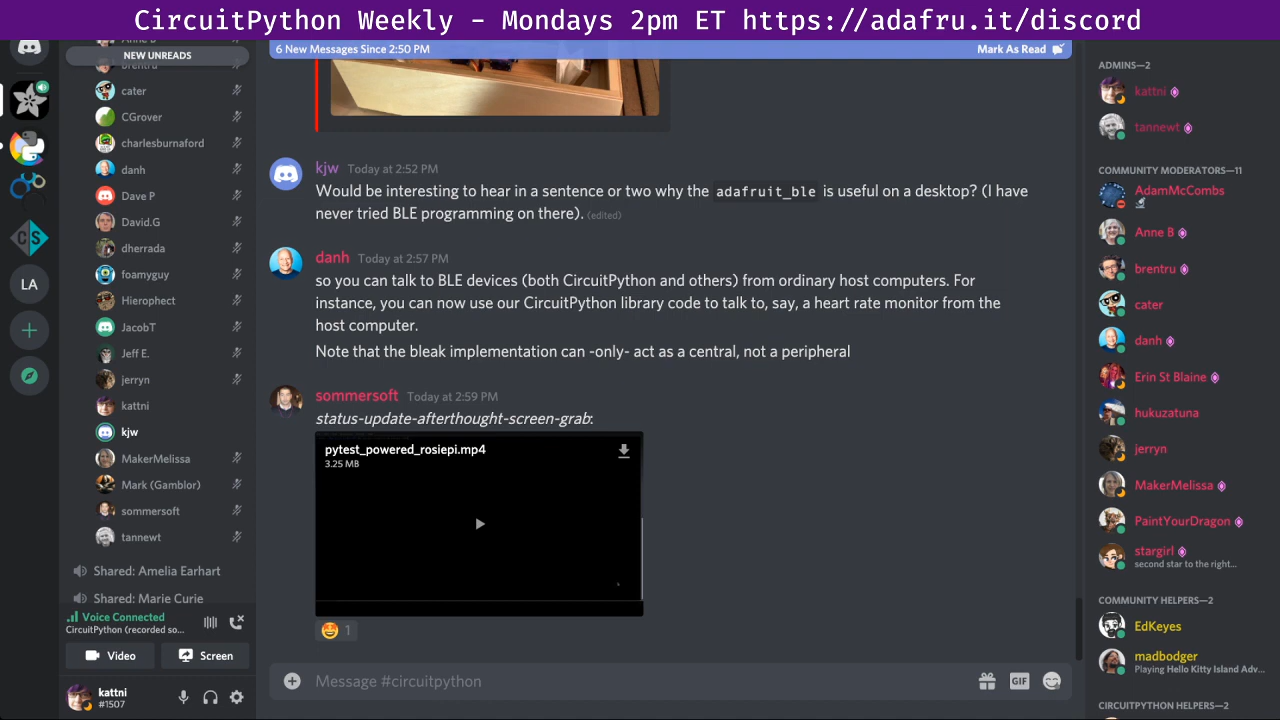 CircuitPython Weekly - Mondays 2pm ET https://adafru.it/discord
NEW UNREADS
brentru
cater
CGrover
charlesburnaford
danh
Dave P
David.G
dherrada
foamyguy
Hierophect
JacobT
Jeff E.
jerryn
kattni
kjw
MakerMelissa
Mark (Gamblor)
sommersoft
tannewt
Shared: Amelia Earhart
Shared: Marie Curie
Voice Connected
CircuitPython (recorded so...
Video
Screen
kattni
#1507
LA
6 New Messages Since 2:50 PM
Mark As Read
kjw Today at 2:52 PM
Would be interesting to hear in a sentence or two why the adafruit_ble is useful on a desktop? (I have
never tried BLE programming on there). (edited)
danh Today at 2:57 PM
so you can talk to BLE devices (both CircuitPython and others) from ordinary host computers. For
instance, you can now use our CircuitPython library code to talk to, say, a heart rate monitor from the
host computer.
Note that the bleak implementation can -only- act as a central, not a peripheral
sommersoft Today at 2:59 PM
status-update-afterthought-screen-grab:
pytest_powered_rosiepi.mp4
3.25 MB
1
Message #circuitpython
GIF
ADMINS—2
kattni
tannewt
COMMUNITY MODERATORS—11
AdamMcCombs
Anne B
brentru
cater
danh
Erin St Blaine
hukuzatuna
jerryn
MakerMelissa
PaintYourDragon
stargirl
second star to the right...
COMMUNITY HELPERS—2
EdKeyes
madbodger
Playing Hello Kitty Island Adv...
CIRCUITPYTHON HELPERS—2